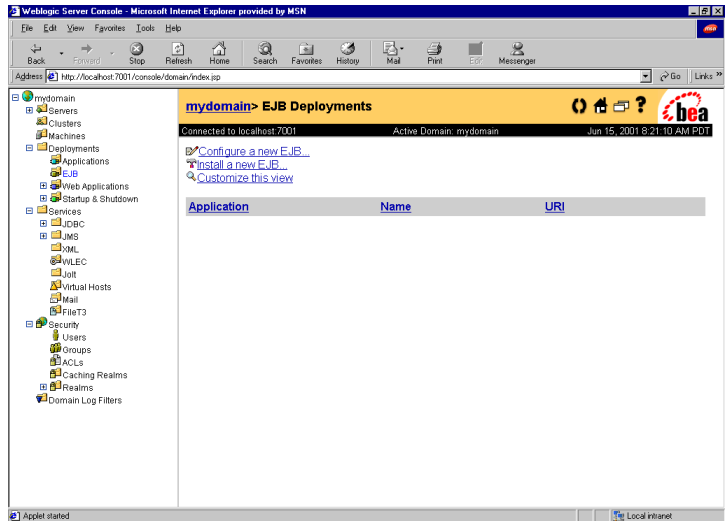 Weblogic Server Console - Microsoft Internet Explorer provided by MSN
File Edit View Favorites Tools Help
msn
Back Forward Stop Refresh Home Search Favorites History Mail Print Edit Messenger
Address http://localhost:7001/console/domain/index.jsp Go Links »
mydomain
Servers
Clusters
Machines
Deployments
Applications
EJB
Web Applications
Startup & Shutdown
Services
JDBC
JMS
XML
WLEC
Jolt
Virtual Hosts
Mail
FileT3
Security
Users
Groups
ACLs
Caching Realms
Realms
Domain Log Filters
mydomain> EJB Deployments
? bea
Connected to localhost:7001 Active Domain: mydomain Jun 15, 2001 8:21:10 AM PDT
Configure a new EJB...
Install a new EJB...
Customize this view
Application Name URI
Applet started Local intranet